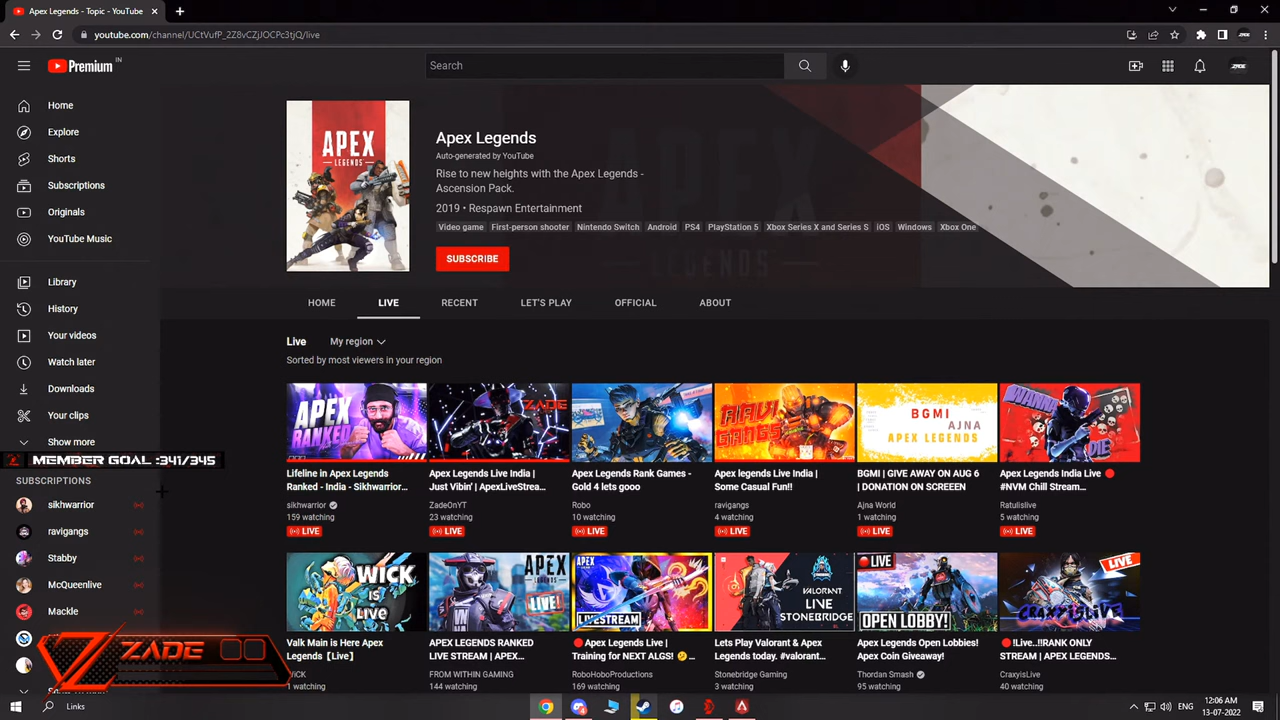 Apex Legends - Topic - YouTube
youtube.com/channel/UCtVufP_2Z8vCZjJOCPc3tjQ/live
Premium IN
Search
Home
Explore
Shorts
Subscriptions
Originals
YouTube Music
Library
History
Your videos
Watch later
Downloads
Your clips
Show more
MEMBER GOAL :341/345
SUBSCRIPTIONS
sikhwarrior
ravigangs
Stabby
McQueenlive
Mackle
ZADE
APEX
LEGENDS
Apex Legends
Auto-generated by YouTube
Rise to new heights with the Apex Legends -
Ascension Pack.
2019 • Respawn Entertainment
Video game First-person shooter Nintendo Switch Android PS4 PlayStation 5 Xbox Series X and Series S iOS Windows Xbox One
SUBSCRIBE
HOME LIVE RECENT LET'S PLAY OFFICIAL ABOUT
Live My region
Sorted by most viewers in your region
APEX
RANKED
Lifeline in Apex Legends
Ranked - India - Sikhwarrior...
sikhwarrior
159 watching
LIVE
ZADE
Apex Legends Live India |
Just Vibin' | ApexLiveStrea...
ZadeOnYT
23 watching
LIVE
Apex Legends Rank Games -
Gold 4 lets gooo
Robo
10 watching
LIVE
RAVI
GANGS
Apex legends Live India |
Some Casual Fun!!
ravigangs
4 watching
LIVE
BGMI
AJNA
APEX LEGENDS
BGMI | GIVE AWAY ON AUG 6
| DONATION ON SCREEEN
Ajna World
1 watching
LIVE
WANNA
DIE
Apex Legends India Live 🔴
#NVM Chill Stream...
Ratulislive
5 watching
LIVE
WICK
IS
LIVE
Valk Main is Here Apex
Legends【Live】
1 watching
APEX
LEGENDS
LIVE!
APEX LEGENDS RANKED
LIVE STREAM | APEX...
FROM WITHIN GAMING
144 watching
APEX
LIVESTREAM
🔴Apex Legends Live |
Training for NEXT ALGS! 🫡...
RoboHoboProductions
169 watching
VALORANT
LIVE
STONEBRIDGE
Lets Play Valorant & Apex
Legends today. #valorant...
Stonebridge Gaming
3 watching
LIVE
OPEN LOBBY!
Apex Legends Open Lobbies!
Apex Coin Giveaway!
Thordan Smash
95 watching
LIVE
CRAXYISLIVE
🔴 !Live..!!RANK ONLY
STREAM | APEX LEGENDS...
CraxyisLive
40 watching
Links
ENG
12:06 AM
13-07-2022